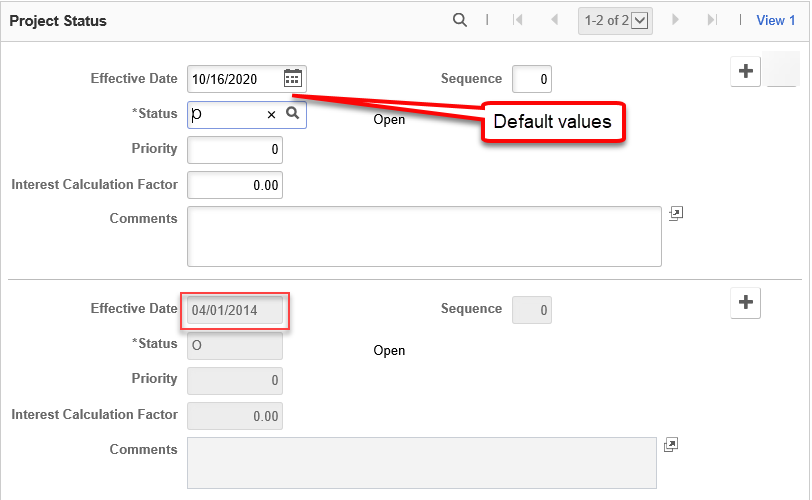 Project Status 1-2 of 2 View 1
Effective Date 10/16/2020 Sequence 0
*Status O Open
Default values
Priority 0
Interest Calculation Factor 0.00
Comments
Effective Date 04/01/2014 Sequence 0
*Status O Open
Priority 0
Interest Calculation Factor 0.00
Comments